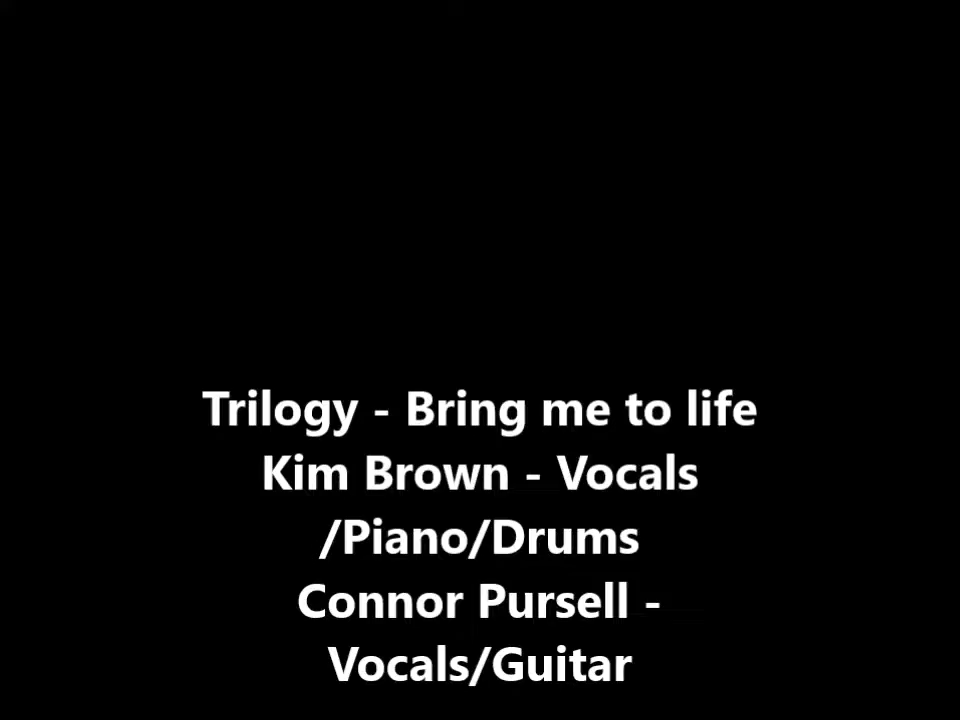 Trilogy - Bring me to life
Kim Brown - Vocals
/Piano/Drums
Connor Pursell -
Vocals/Guitar